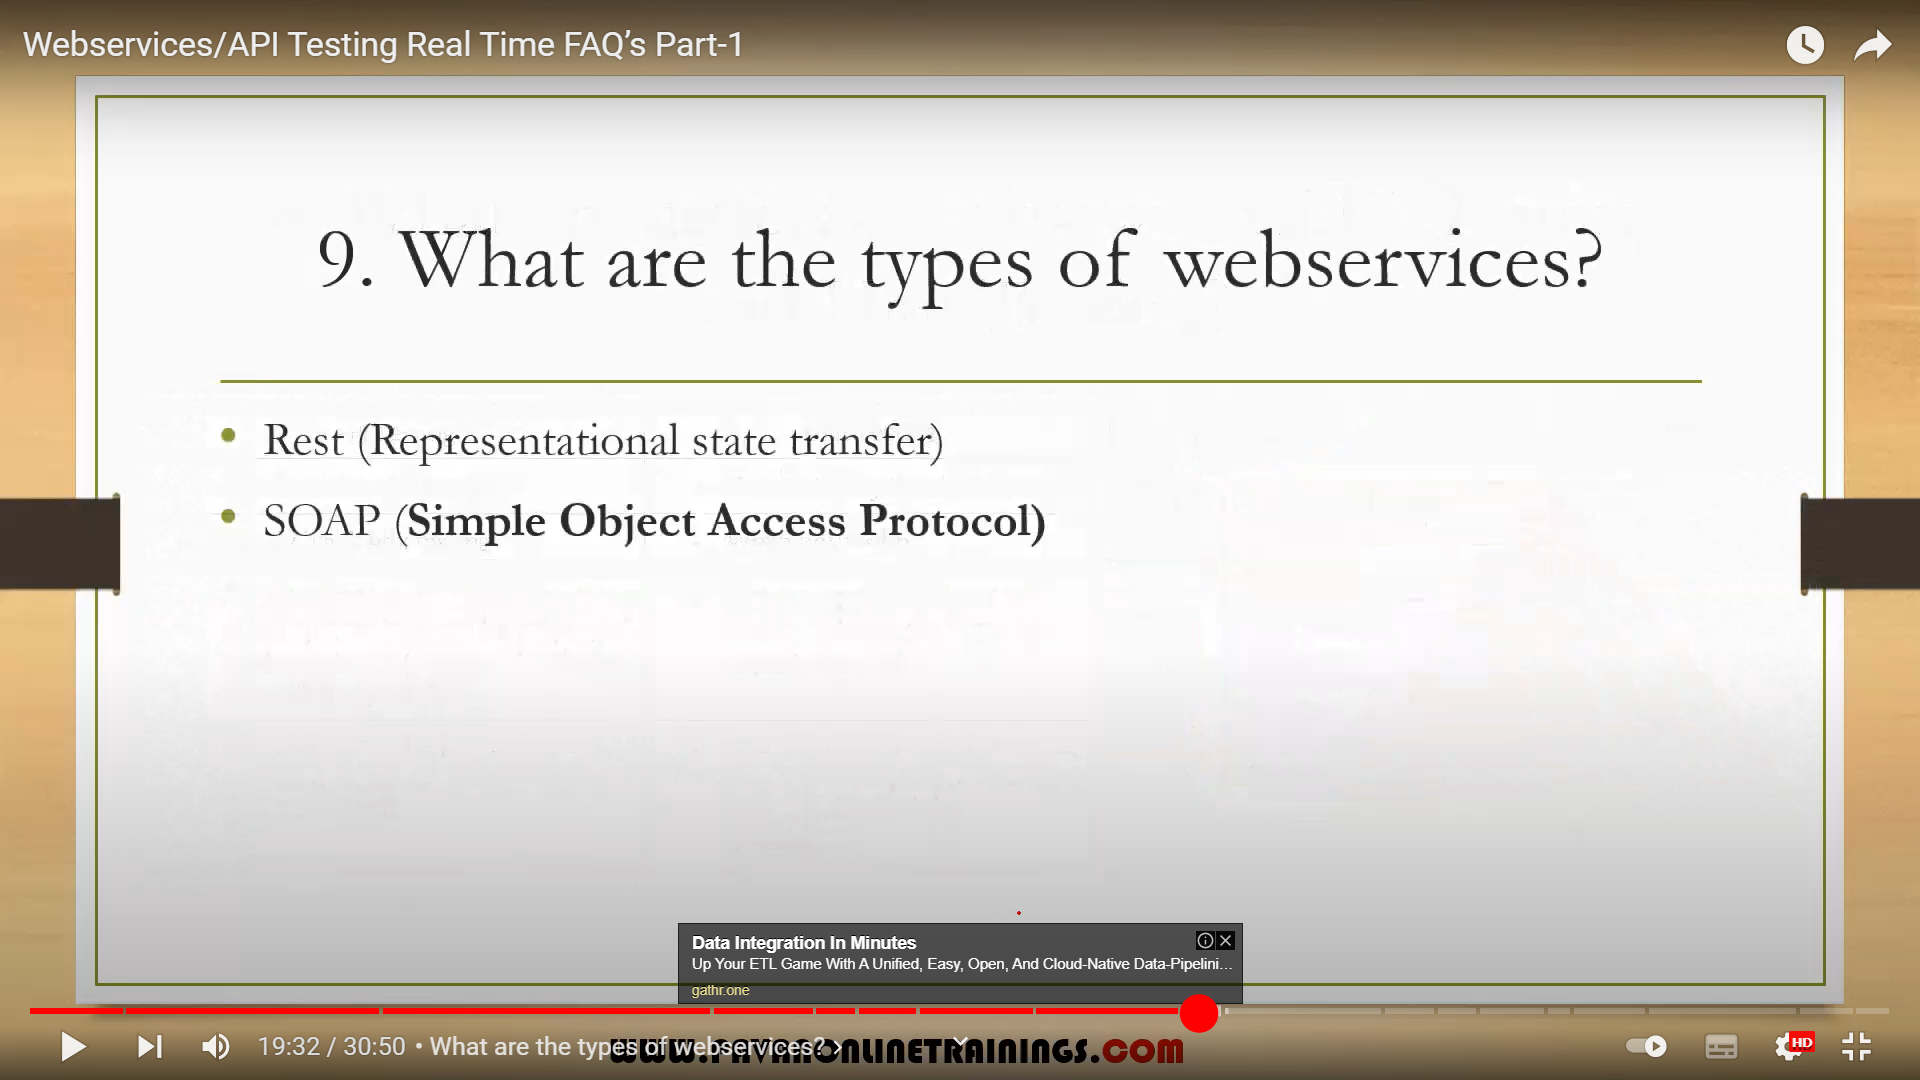 Webservices/API Testing Real Time FAQ’s Part-1
9. What are the types of webservices?
• Rest (Representational state transfer)
• SOAP (Simple Object Access Protocol)
Data Integration In Minutes
Up Your ETL Game With A Unified, Easy, Open, And Cloud-Native Data-Pipelini...
gathr.one
19:32 / 30:50 • What are the types of webservices?
WWW.PAVANONLINETRAININGS.COM
HD